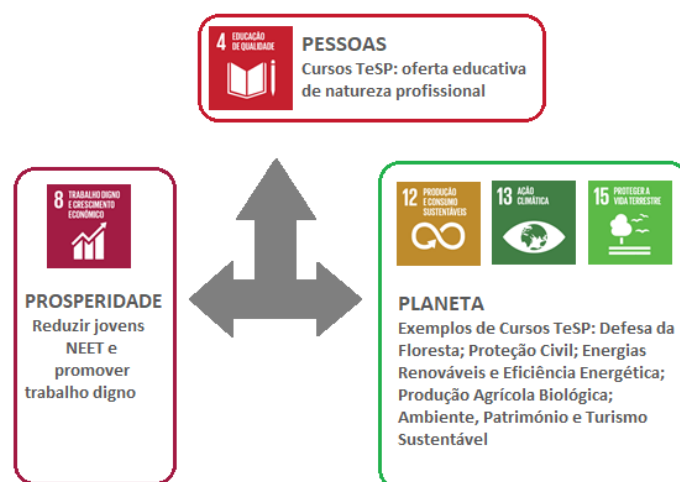 4 EDUCAÇÃO
DE QUALIDADE
PESSOAS
Cursos TeSP: oferta educativa
de natureza profissional
8 TRABALHO DIGNO
E CRESCIMENTO
ECONÓMICO
PROSPERIDADE
Reduzir jovens
NEET e
promover
trabalho digno
12 PRODUÇÃO
E CONSUMO
SUSTENTÁVEIS
13 AÇÃO
CLIMÁTICA
15 PROTEGER A
VIDA TERRESTRE
PLANETA
Exemplos de Cursos TeSP: Defesa da
Floresta; Proteção Civil; Energias
Renováveis e Eficiência Energética;
Produção Agrícola Biológica;
Ambiente, Património e Turismo
Sustentável